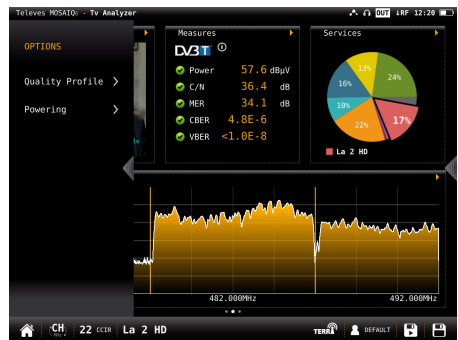 Televes MOSAIQ6 - Tv Analyzer
OUT ↓RF 12:20
OPTIONS
Quality Profile >
Powering >
Measures
DVB T
Power 57.6 dBµV
C/N 36.4 dB
MER 34.1 dB
CBER 4.8E-6
VBER <1.0E-8
Services
13%
24%
16%
10%
17%
22%
La 2 HD
482.000MHz
492.000MHz
CH 22 CCIR La 2 HD
TERR
DEFAULT